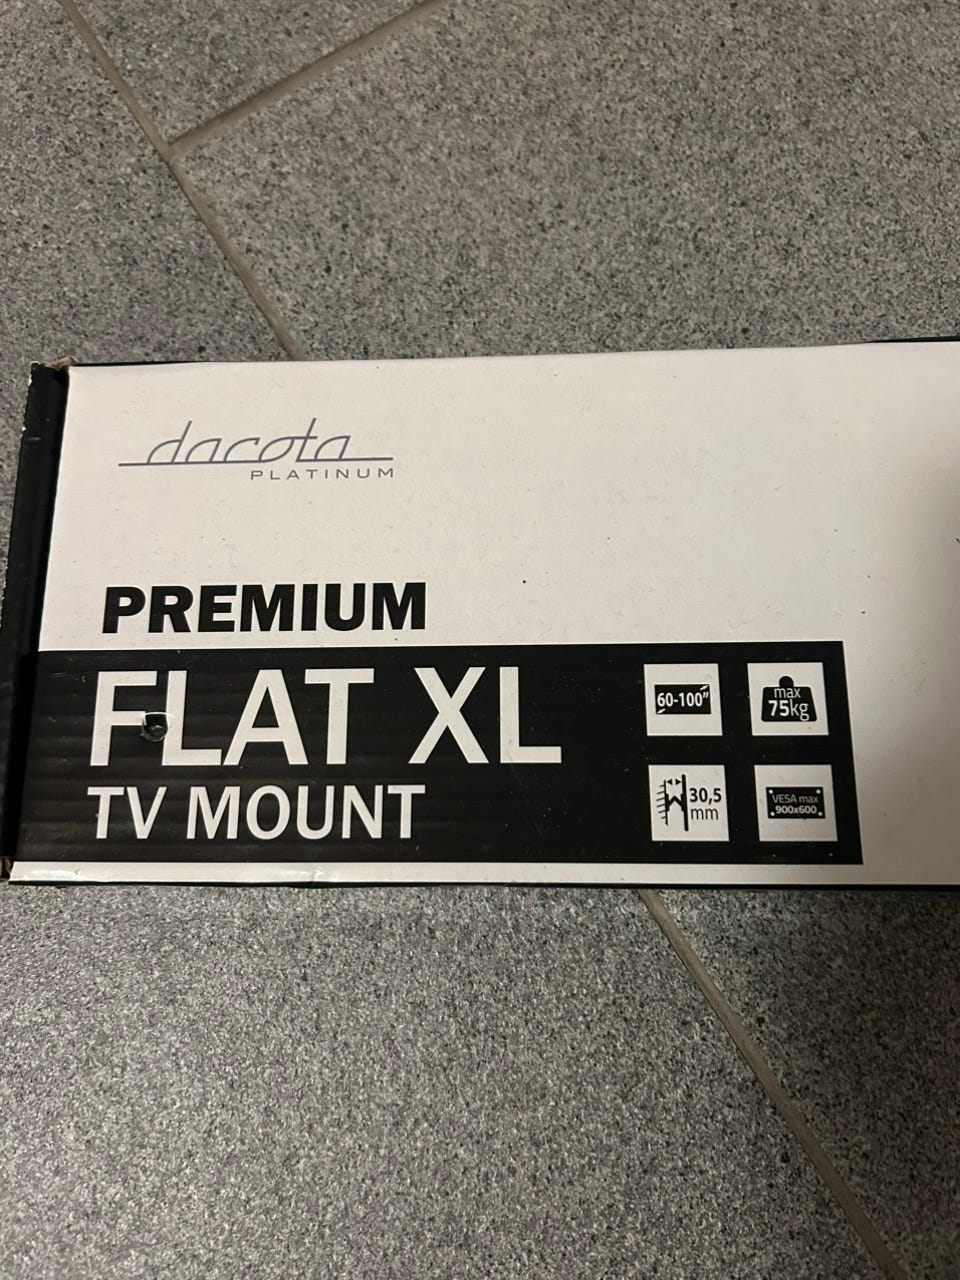 dacota
PLATINUM
PREMIUM
FLAT XL
TV MOUNT
60-100"
max
75kg
30,5
mm
VESA max
900x600